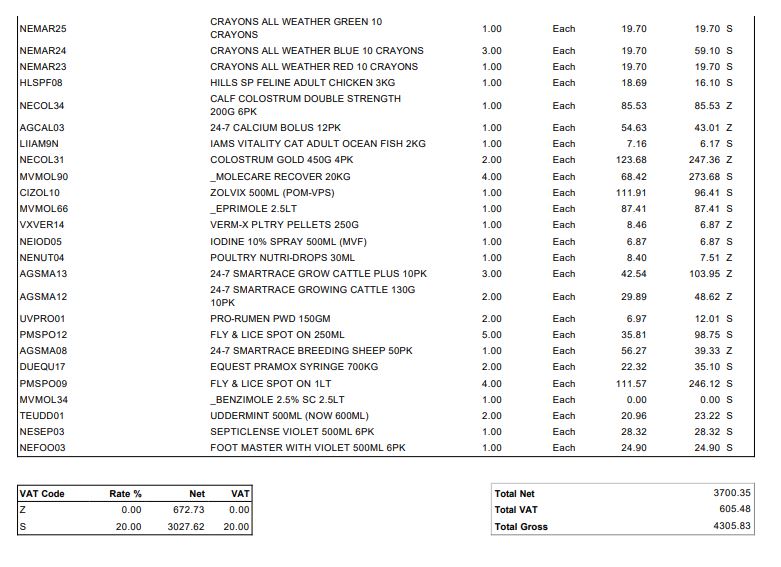 NEMAR25 CRAYONS ALL WEATHER GREEN 10 1.00 Each 19.70 19.70 S
CRAYONS
NEMAR24 CRAYONS ALL WEATHER BLUE 10 CRAYONS 3.00 Each 19.70 59.10 S
NEMAR23 CRAYONS ALL WEATHER RED 10 CRAYONS 1.00 Each 19.70 19.70 S
HLSPF08 HILLS SP FELINE ADULT CHICKEN 3KG 1.00 Each 18.69 16.10 S
NECOL34 CALF COLOSTRUM DOUBLE STRENGTH 1.00 Each 85.53 85.53 Z
200G 6PK
AGCAL03 24-7 CALCIUM BOLUS 12PK 1.00 Each 54.63 43.01 Z
LIIAM9N IAMS VITALITY CAT ADULT OCEAN FISH 2KG 1.00 Each 7.16 6.17 S
NECOL31 COLOSTRUM GOLD 450G 4PK 2.00 Each 123.68 247.36 Z
MVMOL90 _MOLECARE RECOVER 20KG 4.00 Each 68.42 273.68 S
CIZOL10 ZOLVIX 500ML (POM-VPS) 1.00 Each 111.91 96.41 S
MVMOL66 _EPRIMOLE 2.5LT 1.00 Each 87.41 87.41 S
VXVER14 VERM-X PLTRY PELLETS 250G 1.00 Each 8.46 6.87 Z
NEIOD05 IODINE 10% SPRAY 500ML (MVF) 1.00 Each 6.87 6.87 S
NENUT04 POULTRY NUTRI-DROPS 30ML 1.00 Each 8.40 7.51 Z
AGSMA13 24-7 SMARTRACE GROW CATTLE PLUS 10PK 3.00 Each 42.54 103.95 Z
AGSMA12 24-7 SMARTRACE GROWING CATTLE 130G 2.00 Each 29.89 48.62 Z
10PK
UVPRO01 PRO-RUMEN PWD 150GM 2.00 Each 6.97 12.01 S
PMSPO12 FLY & LICE SPOT ON 250ML 5.00 Each 35.81 98.75 S
AGSMA08 24-7 SMARTRACE BREEDING SHEEP 50PK 1.00 Each 56.27 39.33 Z
DUEQU17 EQUEST PRAMOX SYRINGE 700KG 2.00 Each 22.32 35.10 S
PMSPO09 FLY & LICE SPOT ON 1LT 4.00 Each 111.57 246.12 S
MVMOL34 _BENZIMOLE 2.5% SC 2.5LT 1.00 Each 0.00 0.00 S
TEUDD01 UDDERMINT 500ML (NOW 600ML) 2.00 Each 20.96 23.22 S
NESEP03 SEPTICLENSE VIOLET 500ML 6PK 1.00 Each 28.32 28.32 S
NEFOO03 FOOT MASTER WITH VIOLET 500ML 6PK 1.00 Each 24.90 24.90 S
VAT Code Rate % Net VAT
Z 0.00 672.73 0.00
S 20.00 3027.62 20.00
Total Net 3700.35
Total VAT 605.48
Total Gross 4305.83